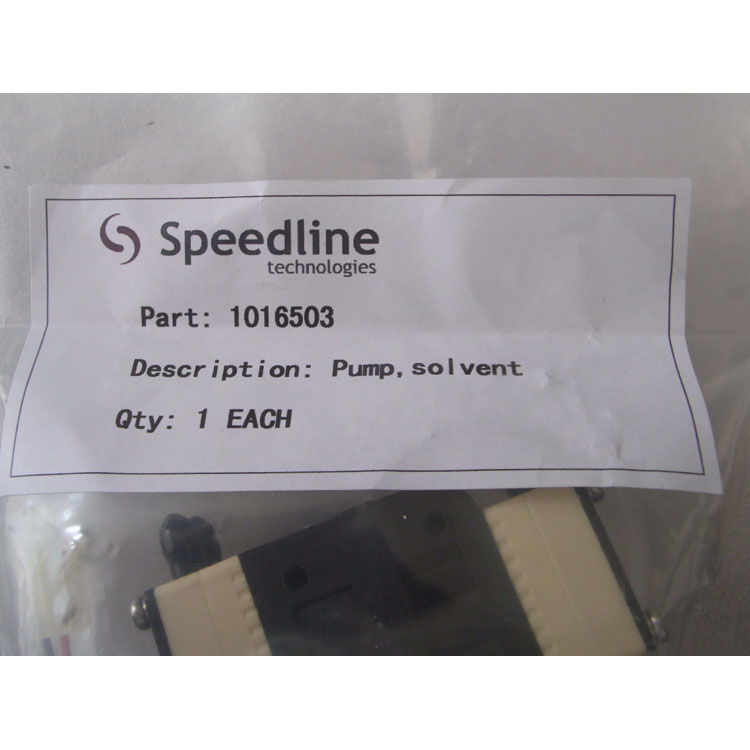 Speedline
technologies
Part: 1016503
Description: Pump,solvent
Qty: 1 EACH